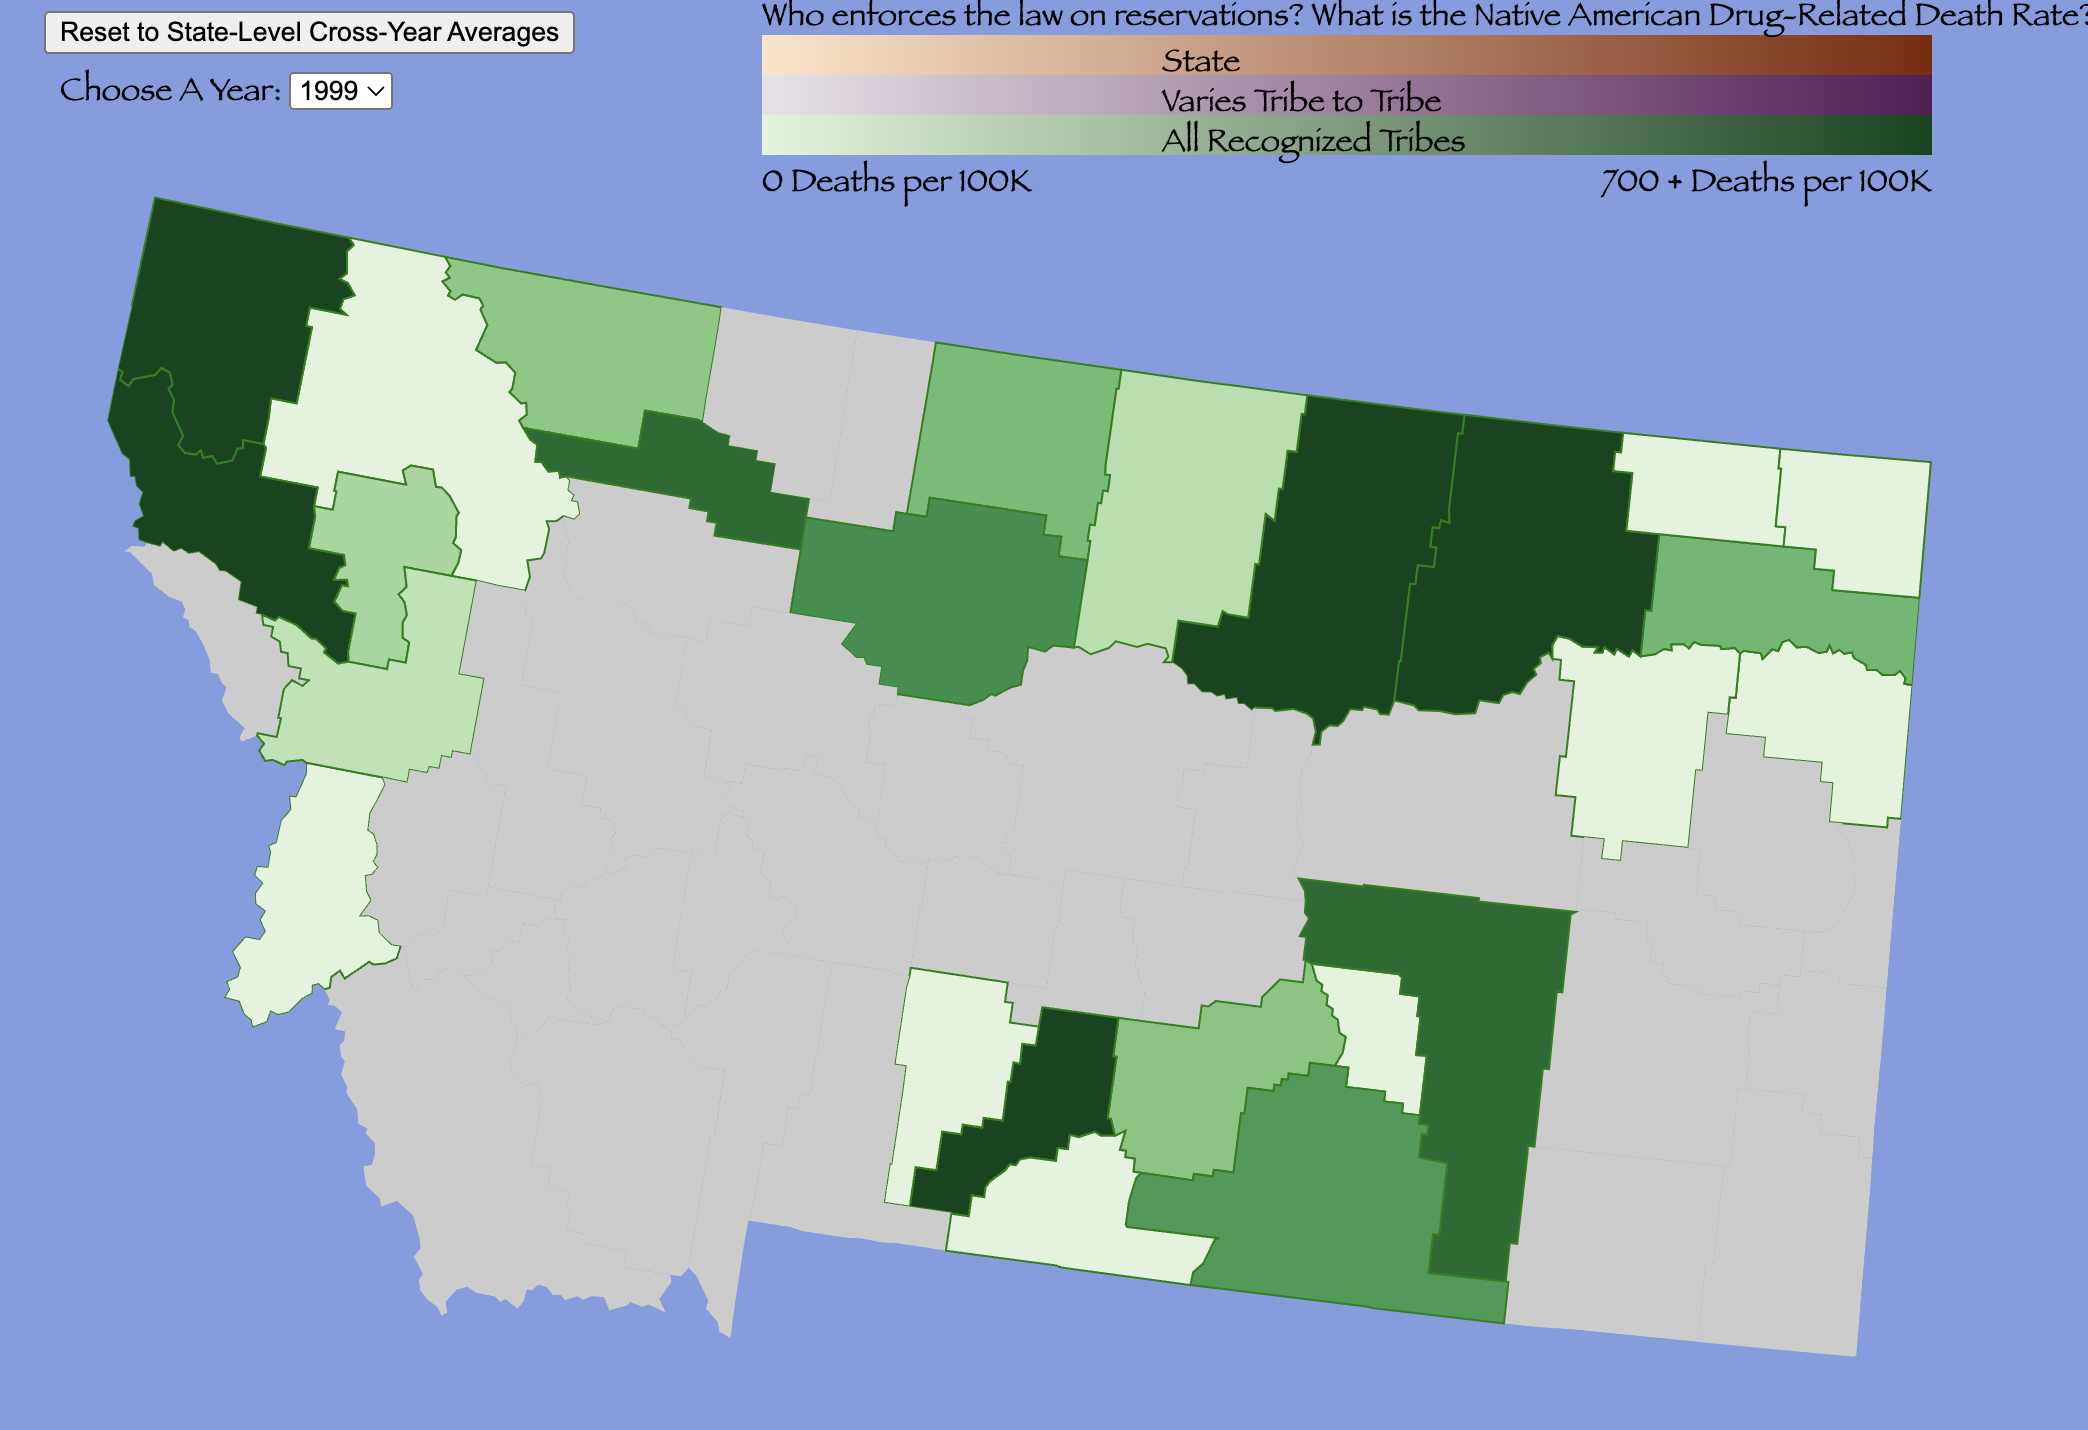 Reset to State-Level Cross-Year Averages
Choose A Year: 1999
Who enforces the law on reservations? What is the Native American Drug-Related Death Rate?
State
Varies Tribe to Tribe
All Recognized Tribes
0 Deaths per 100K
700 + Deaths per 100K